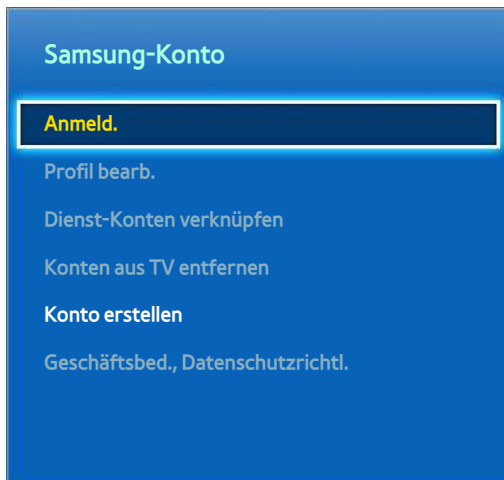 Samsung-Konto
Anmeld.
Profil bearb.
Dienst-Konten verknüpfen
Konten aus TV entfernen
Konto erstellen
Geschäftsbed., Datenschutzrichtl.